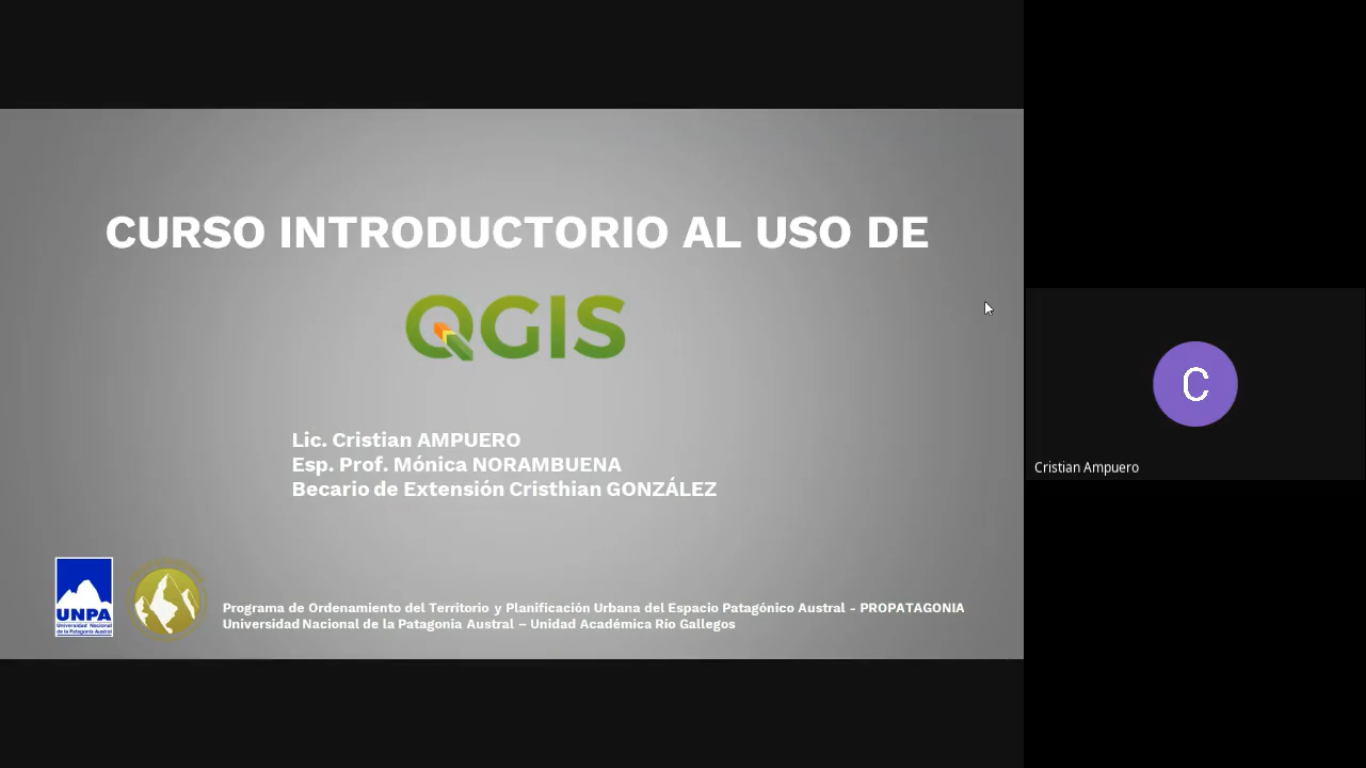 CURSO INTRODUCTORIO AL USO DE
QGIS
Lic. Cristian AMPUERO
Esp. Prof. Mónica NORAMBUENA
Becario de Extensión Cristhian GONZÁLEZ
UNPA
Universidad Nacional
de la Patagonia Austral
Programa de Ordenamiento del Territorio y Planificación Urbana del Espacio Patagónico Austral - PROPATAGONIA
Universidad Nacional de la Patagonia Austral – Unidad Académica Río Gallegos
C
Cristian Ampuero